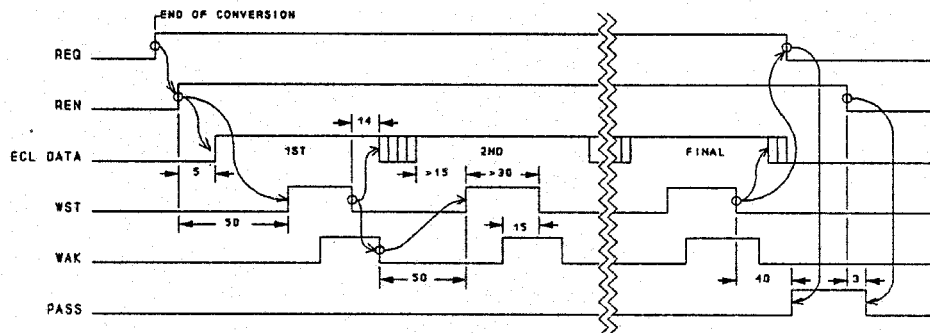 END OF CONVERSION
REQ
REN
14
ECL DATA
1ST
2ND
FINAL
5
>15
>30
WST
50
15
WAK
50
40
3
PASS